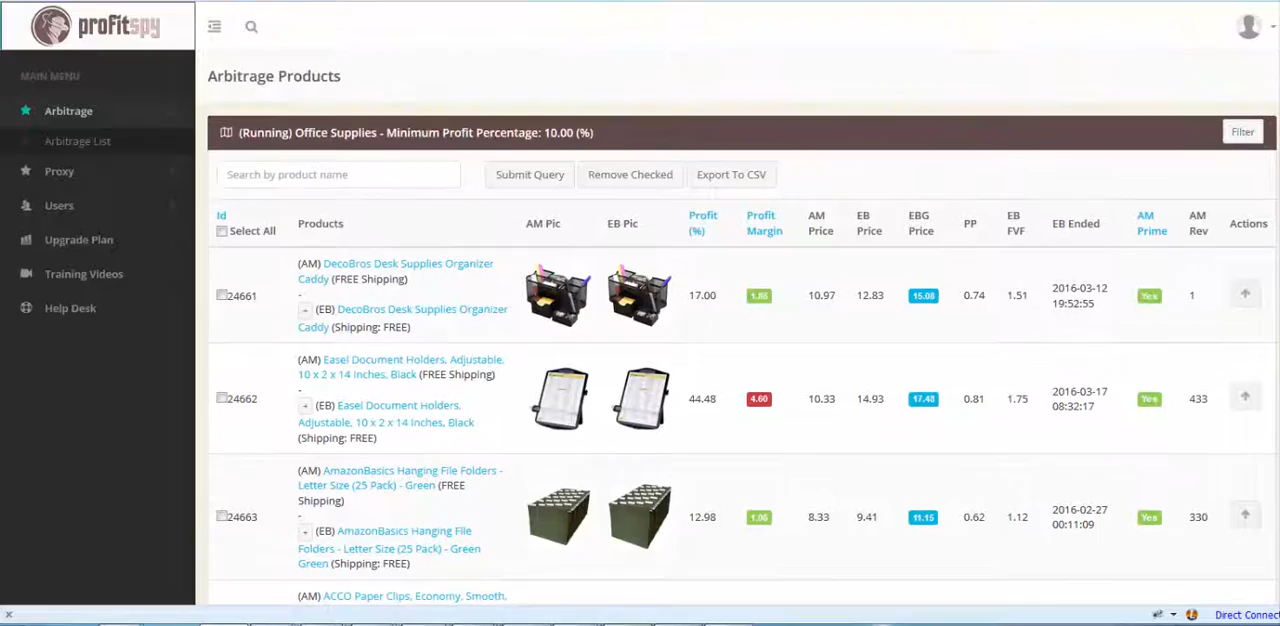 profitspy
MAIN MENU
Arbitrage
Arbitrage List
Proxy
Users
Upgrade Plan
Training Videos
Help Desk
Arbitrage Products
(Running) Office Supplies - Minimum Profit Percentage: 10.00 (%)
Filter
Search by product name
Submit Query
Remove Checked
Export To CSV
Id
Select All
Products
AM Pic
EB Pic
Profit
(%)
Profit
Margin
AM
Price
EB
Price
EBG
Price
PP
EB
FVF
EB Ended
AM
Prime
AM
Rev
Actions
24661
(AM) DecoBros Desk Supplies Organizer
Caddy (FREE Shipping)
-
(EB) DecoBros Desk Supplies Organizer
Caddy (Shipping: FREE)
17.00
10.97
12.83
15.08
0.74
1.51
2016-03-12
19:52:55
Yes
1
24662
(AM) Easel Document Holders, Adjustable,
10 x 2 x 14 Inches, Black (FREE Shipping)
-
(EB) Easel Document Holders,
Adjustable, 10 x 2 x 14 Inches, Black
(Shipping: FREE)
44.48
4.60
10.33
14.93
17.48
0.81
1.75
2016-03-17
08:32:17
Yes
433
24663
(AM) AmazonBasics Hanging File Folders -
Letter Size (25 Pack) - Green (FREE
Shipping)
-
(EB) AmazonBasics Hanging File
Folders - Letter Size (25 Pack) - Green
Green (Shipping: FREE)
12.98
8.33
9.41
11.15
0.62
1.12
2016-02-27
00:11:09
Yes
330
(AM) ACCO Paper Clips, Economy, Smooth,
Direct Connect